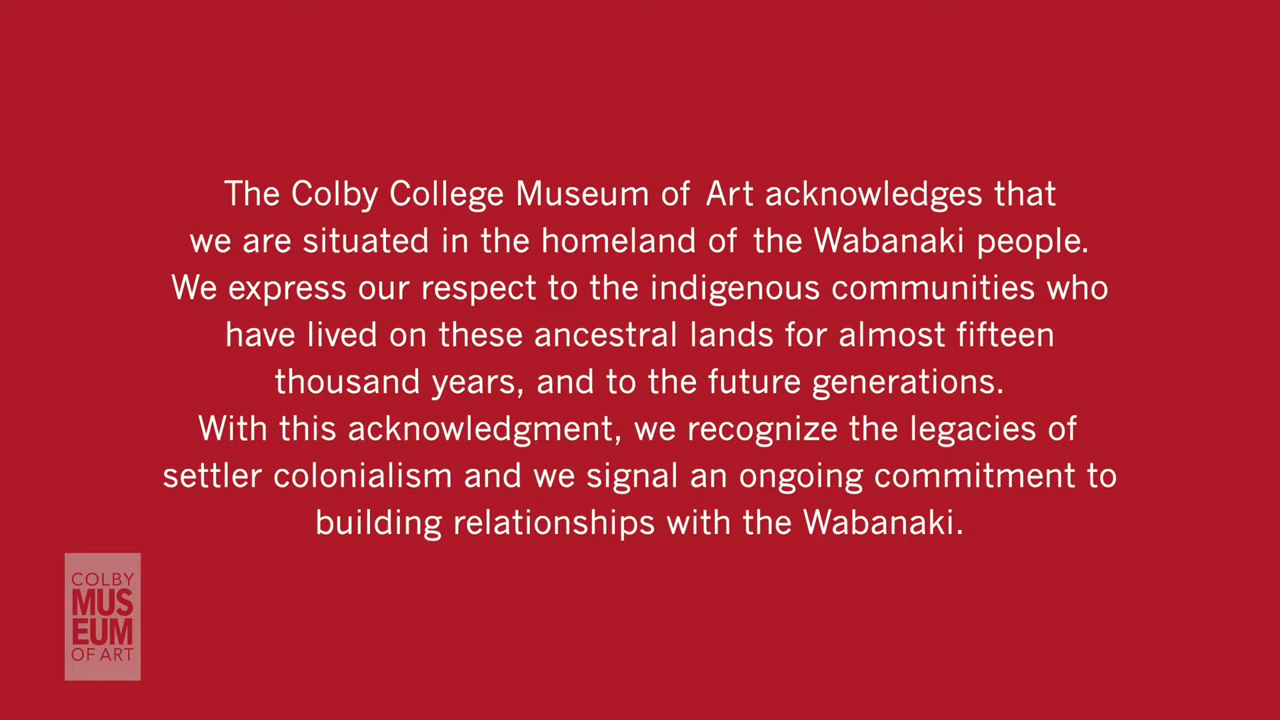 The Colby College Museum of Art acknowledges that
we are situated in the homeland of the Wabanaki people.
We express our respect to the indigenous communities who
have lived on these ancestral lands for almost fifteen
thousand years, and to the future generations.
With this acknowledgment, we recognize the legacies of
settler colonialism and we signal an ongoing commitment to
building relationships with the Wabanaki.
COLBY
MUS
EUM
OF ART